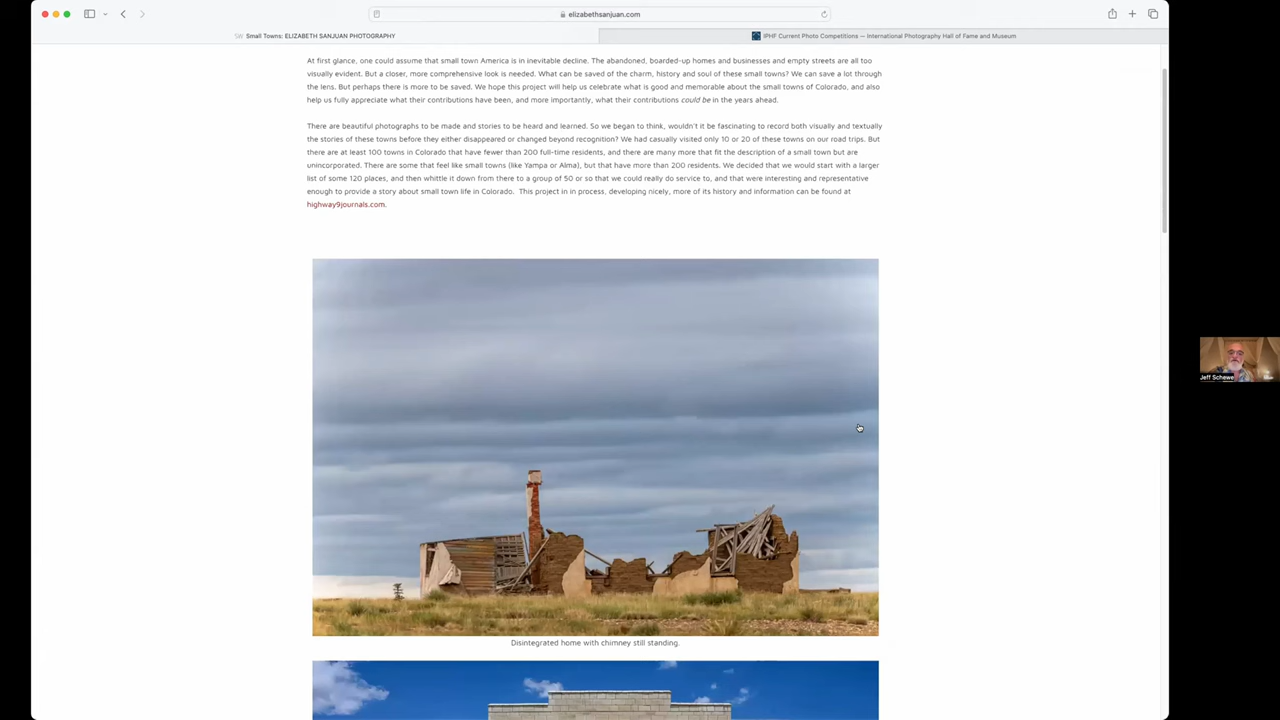 elizabethsanjuan.com
SW Small Towns: ELIZABETH SANJUAN PHOTOGRAPHY
IPHF Current Photo Competitions — International Photography Hall of Fame and Museum
At first glance, one could assume that small town America is in inevitable decline. The abandoned, boarded-up homes and businesses and empty streets are all too
visually evident. But a closer, more comprehensive look is needed. What can be saved of the charm, history and soul of these small towns? We can save a lot through
the lens. But perhaps there is more to be saved. We hope this project will help us celebrate what is good and memorable about the small towns of Colorado, and also
help us fully appreciate what their contributions have been, and more importantly, what their contributions could be in the years ahead.
There are beautiful photographs to be made and stories to be heard and learned. So we began to think, wouldn't it be fascinating to record both visually and textually
the stories of these towns before they either disappeared or changed beyond recognition? We had casually visited only 10 or 20 of these towns on our road trips. But
there are at least 100 towns in Colorado that have fewer than 200 full-time residents, and there are many more that fit the description of a small town but are
unincorporated. There are some that feel like small towns (like Yampa or Alma), but that have more than 200 residents. We decided that we would start with a larger
list of some 120 places, and then whittle it down from there to a group of 50 or so that we could really do service to, and that were interesting and representative
enough to provide a story about small town life in Colorado. This project in in process, developing nicely, more of its history and information can be found at
highway9journals.com.
Jeff Schewe
Disintegrated home with chimney still standing.